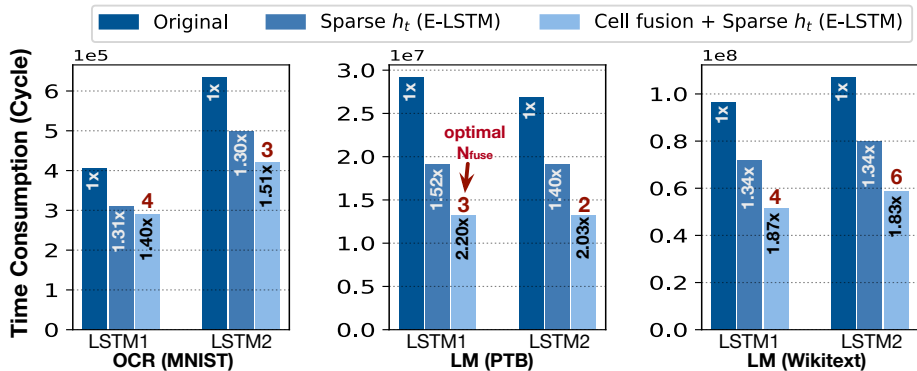 Original
Sparse h_t (E-LSTM)
Cell fusion + Sparse h_t (E-LSTM)
Time Consumption (Cycle)
1e5
6
5
4
3
2
1
0
1x
1.31x
4
1.40x
1x
1.30x
3
1.51x
LSTM1
LSTM2
OCR (MNIST)
1e7
3.0
2.5
2.0
1.5
1.0
0.5
0.0
1x
1.52x
optimal
N_fuse
3
2.20x
1x
1.40x
2
2.03x
LSTM1
LSTM2
LM (PTB)
1e8
1.0
0.8
0.6
0.4
0.2
0.0
1x
1.34x
4
1.87x
1x
1.34x
6
1.83x
LSTM1
LSTM2
LM (Wikitext)